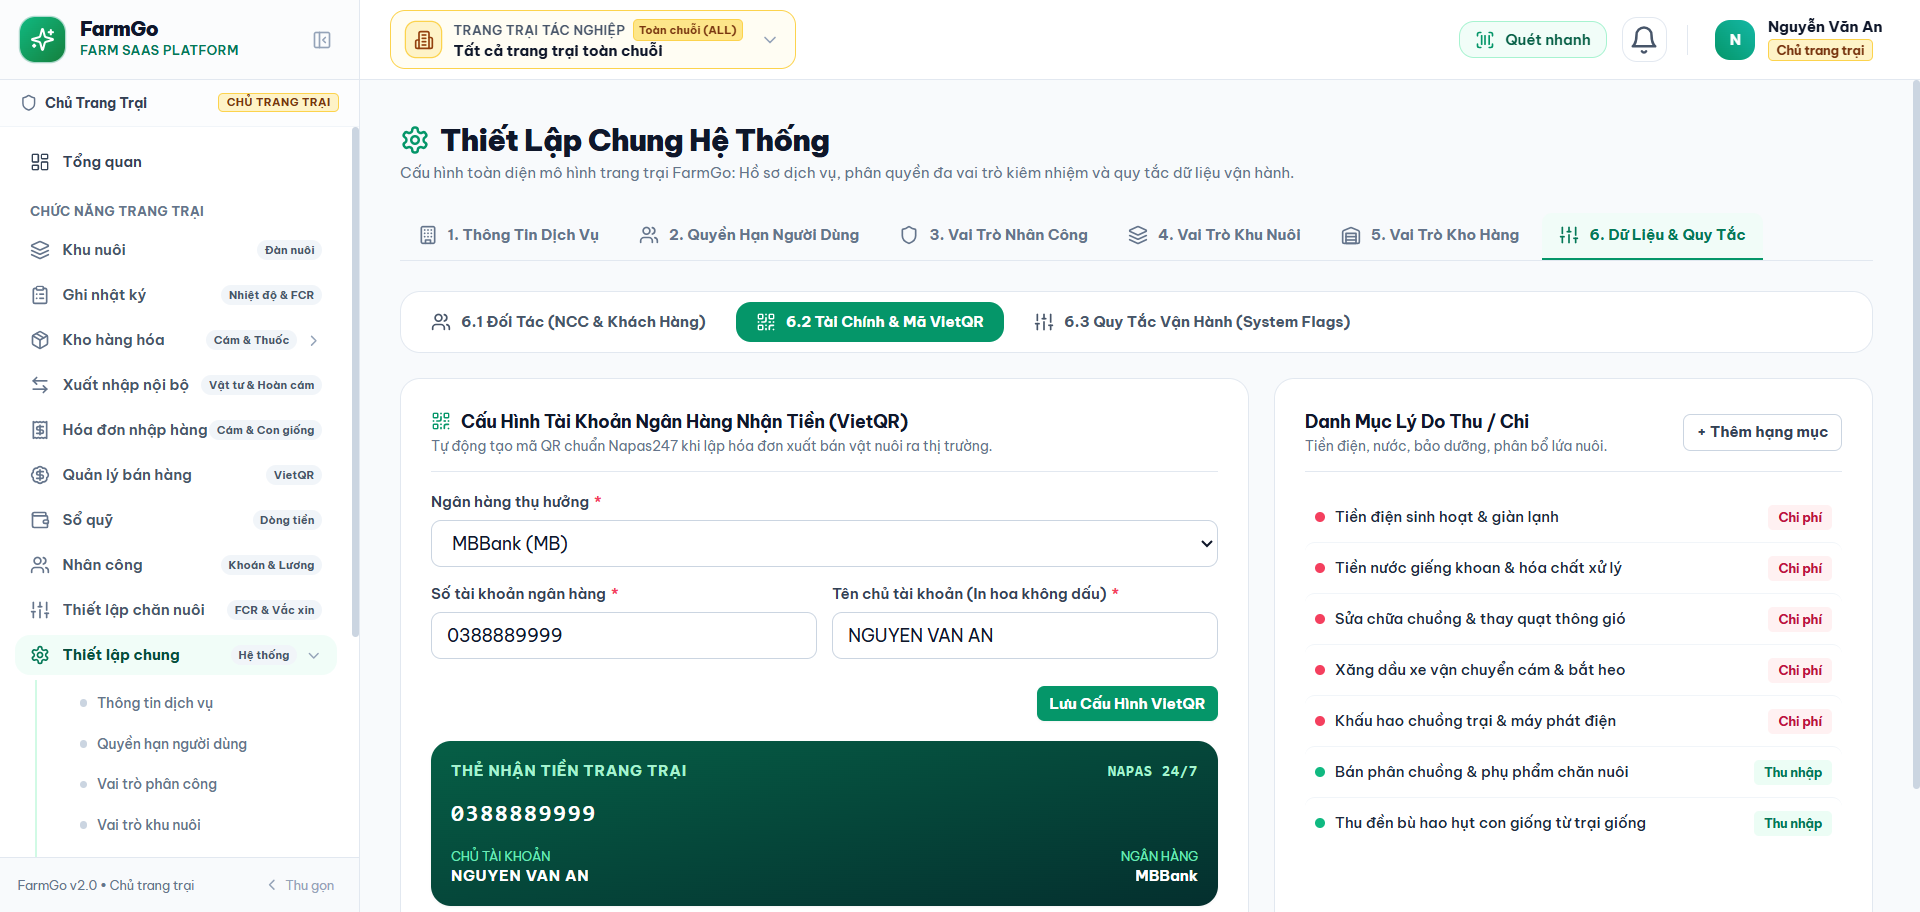 FarmGo
FARM SAAS PLATFORM
TRANG TRẠI TÁC NGHIỆP Toàn chuỗi (ALL)
Tất cả trang trại toàn chuỗi
Quét nhanh
N
Nguyễn Văn An
Chủ trang trại
Chủ Trang Trại CHỦ TRANG TRẠI
Tổng quan
CHỨC NĂNG TRANG TRẠI
Khu nuôi Đàn nuôi
Ghi nhật ký Nhiệt độ & FCR
Kho hàng hóa Cám & Thuốc
Xuất nhập nội bộ Vật tư & Hoàn cám
Hóa đơn nhập hàng Cám & Con giống
Quản lý bán hàng VietQR
Sổ quỹ Dòng tiền
Nhân công Khoán & Lương
Thiết lập chăn nuôi FCR & Vắc xin
Thiết lập chung Hệ thống
Thông tin dịch vụ
Quyền hạn người dùng
Vai trò phân công
Vai trò khu nuôi
FarmGo v2.0 • Chủ trang trại Thu gọn
Thiết Lập Chung Hệ Thống
Cấu hình toàn diện mô hình trang trại FarmGo: Hồ sơ dịch vụ, phân quyền đa vai trò kiêm nhiệm và quy tắc dữ liệu vận hành.
1. Thông Tin Dịch Vụ
2. Quyền Hạn Người Dùng
3. Vai Trò Nhân Công
4. Vai Trò Khu Nuôi
5. Vai Trò Kho Hàng
6. Dữ Liệu & Quy Tắc
6.1 Đối Tác (NCC & Khách Hàng)
6.2 Tài Chính & Mã VietQR
6.3 Quy Tắc Vận Hành (System Flags)
Cấu Hình Tài Khoản Ngân Hàng Nhận Tiền (VietQR)
Tự động tạo mã QR chuẩn Napas247 khi lập hóa đơn xuất bán vật nuôi ra thị trường.
Ngân hàng thụ hưởng *
MBBank (MB)
Số tài khoản ngân hàng *
0388889999
Tên chủ tài khoản (In hoa không dấu) *
NGUYEN VAN AN
Lưu Cấu Hình VietQR
THẺ NHẬN TIỀN TRANG TRẠI NAPAS 24/7
0388889999
CHỦ TÀI KHOẢN NGÂN HÀNG
NGUYEN VAN AN MBBank
Danh Mục Lý Do Thu / Chi
Tiền điện, nước, bảo dưỡng, phân bổ lứa nuôi.
+ Thêm hạng mục
Tiền điện sinh hoạt & giàn lạnh Chi phí
Tiền nước giếng khoan & hóa chất xử lý Chi phí
Sửa chữa chuồng & thay quạt thông gió Chi phí
Xăng dầu xe vận chuyển cám & bắt heo Chi phí
Khấu hao chuồng trại & máy phát điện Chi phí
Bán phân chuồng & phụ phẩm chăn nuôi Thu nhập
Thu đền bù hao hụt con giống từ trại giống Thu nhập